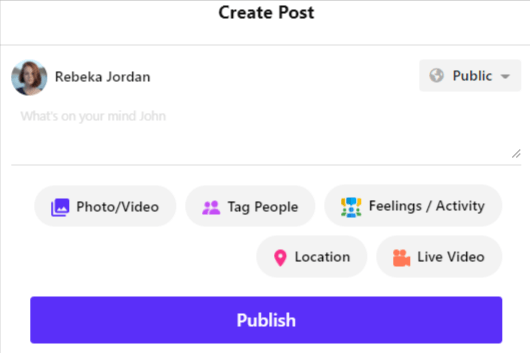 Create Post
Rebeka Jordan
Public
What's on your mind John
Photo/Video
Tag People
Feelings / Activity
Location
Live Video
Publish